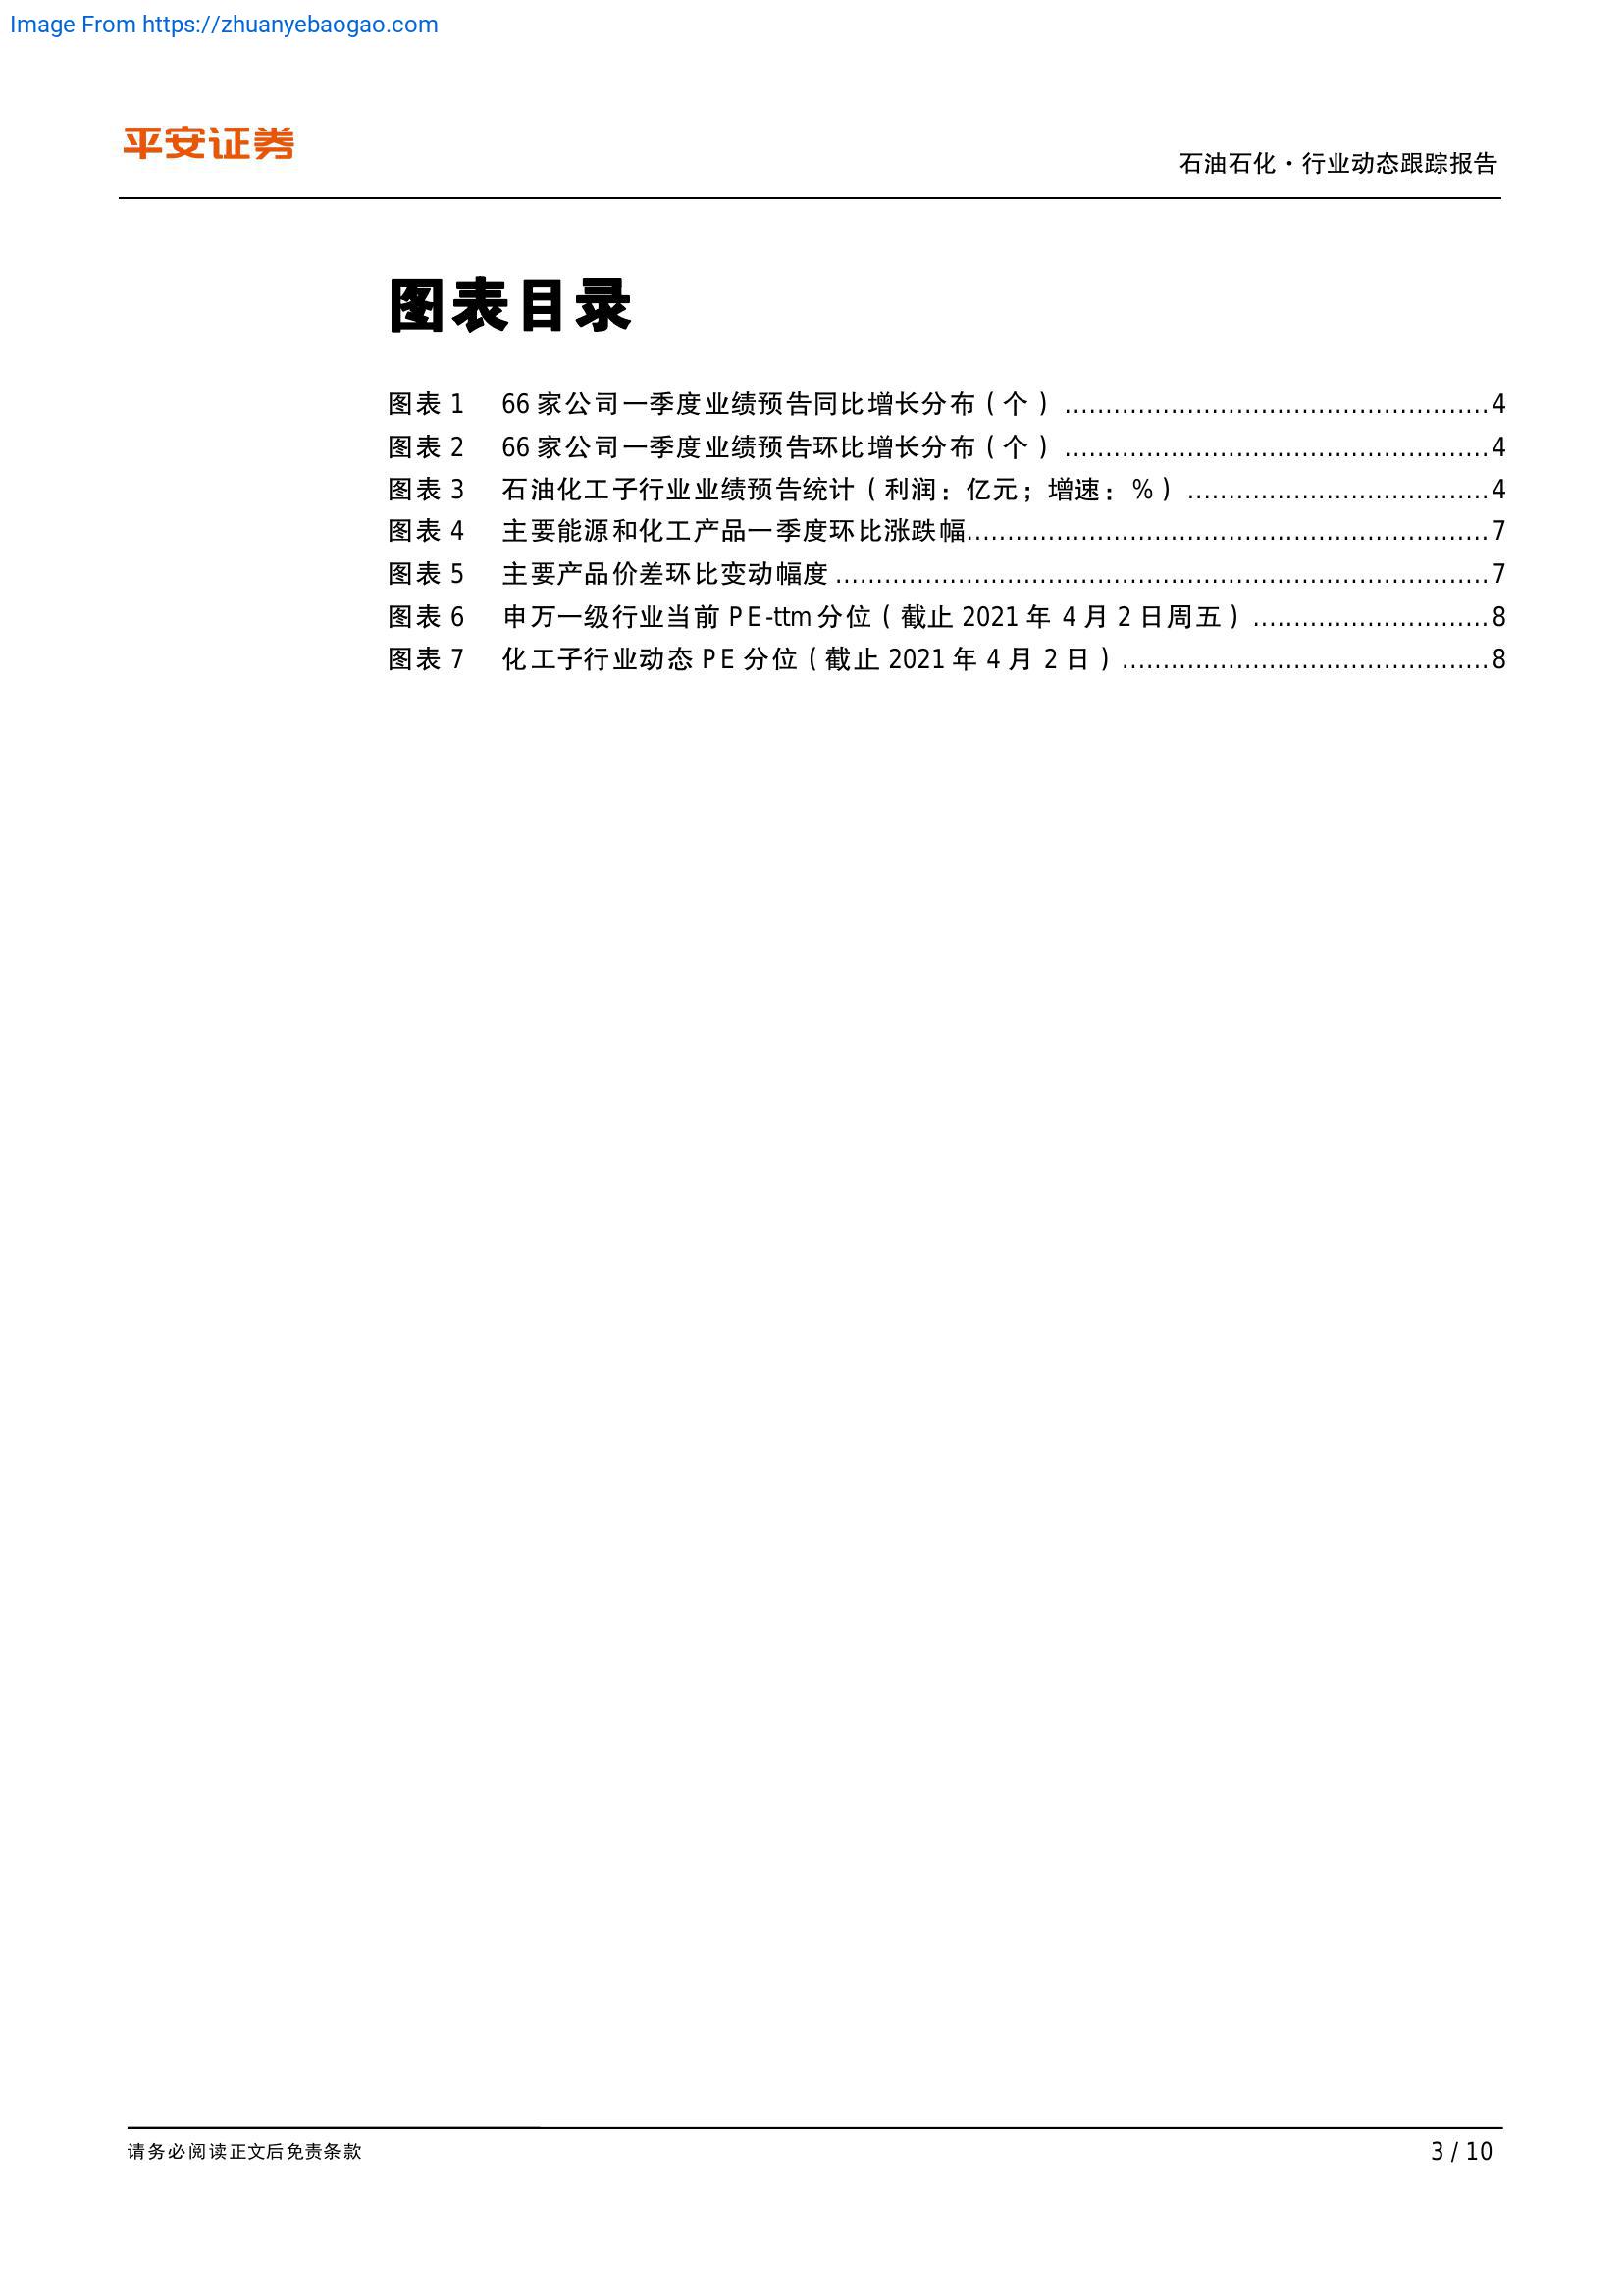 Image From https://zhuanyebaogao.com
平安证券
石油石化·行业动态跟踪报告
图表目录
图表 1 66 家公司一季度业绩预告同比增长分布（个）................................................4
图表 2 66 家公司一季度业绩预告环比增长分布（个）................................................4
图表 3 石油化工子行业业绩预告统计（利润：亿元；增速：%）..................................4
图表 4 主要能源和化工产品一季度环比涨跌幅............................................................7
图表 5 主要产品价差环比变动幅度..........................................................................7
图表 6 申万一级行业当前 PE-ttm 分位（截止 2021 年 4 月 2 日周五）..........................8
图表 7 化工子行业动态 PE 分位（截止 2021 年 4 月 2 日）..........................................8
请务必阅读正文后免责条款
3 / 10